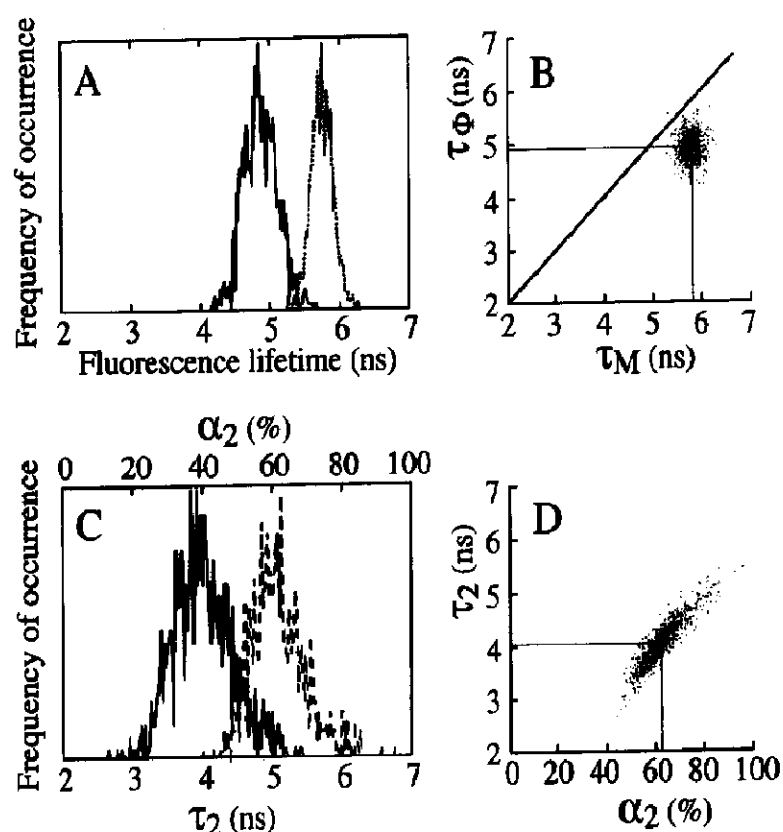 A
Frequency of occurrence
2 3 4 5 6 7
Fluorescence lifetime (ns)
B
τΦ (ns)
7
6
5
4
3
2
2 3 4 5 6 7
τM (ns)
α2 (%)
0 20 40 60 80 100
C
Frequency of occurrence
2 3 4 5 6 7
τ2 (ns)
D
τ2 (ns)
7
6
5
4
3
2
0 20 40 60 80 100
α2 (%)